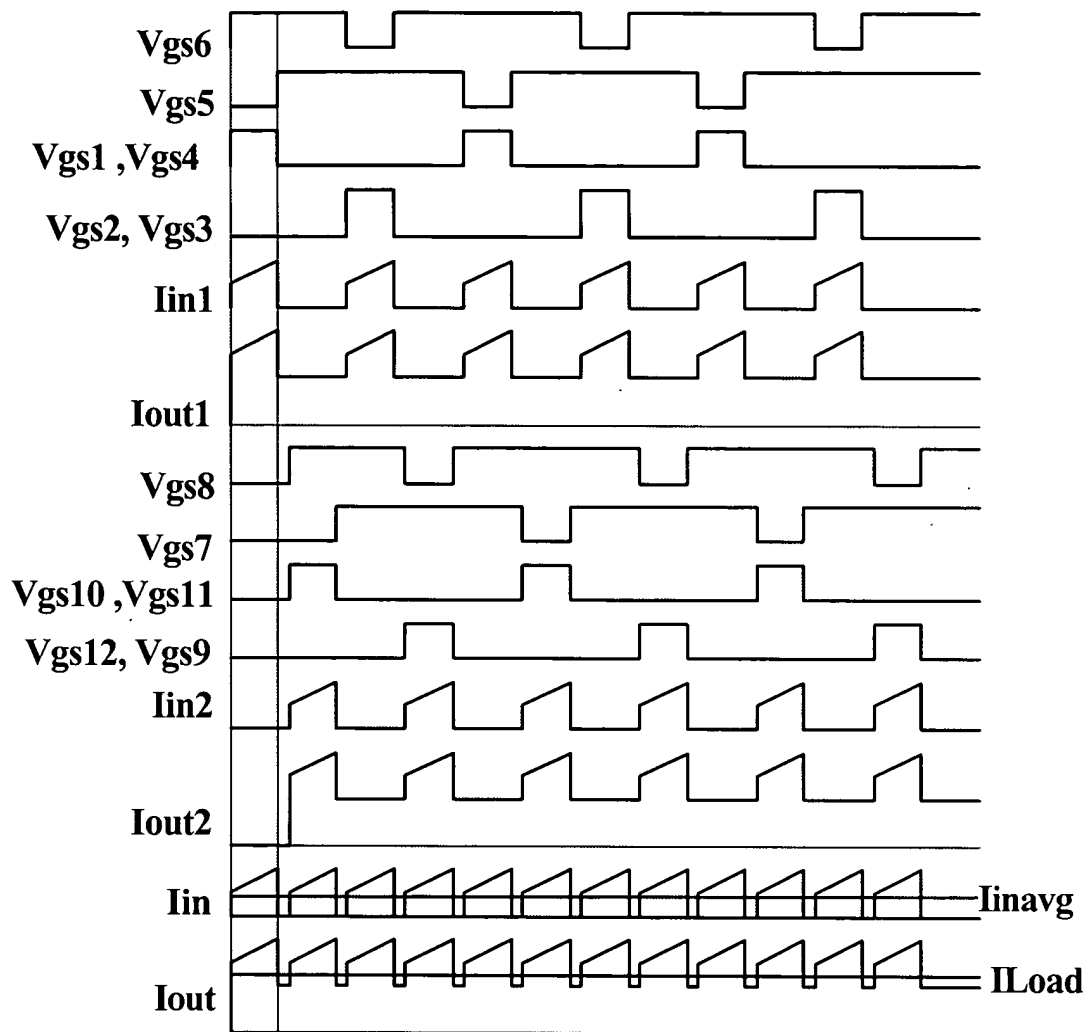 Vgs6
Vgs5
Vgs1 ,Vgs4
Vgs2, Vgs3
Iin1
Iout1
Vgs8
Vgs7
Vgs10 ,Vgs11
Vgs12, Vgs9
Iin2
Iout2
Iin
Iinavg
ILoad
Iout